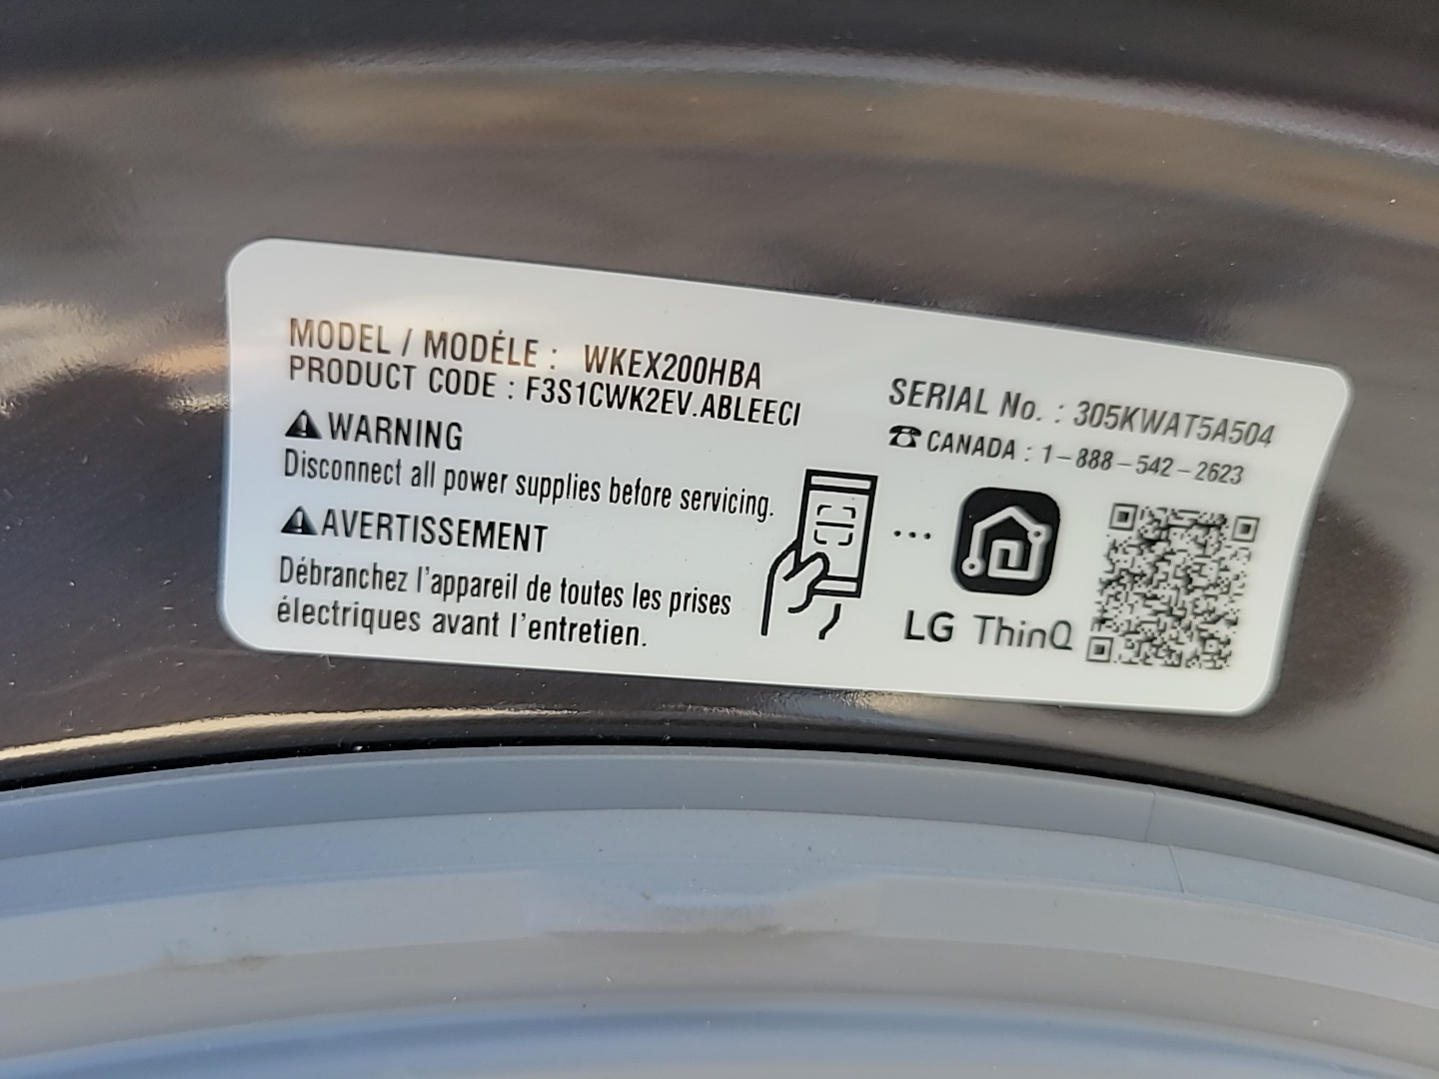 MODEL / MODÉLE : WKEX200HBA
PRODUCT CODE : F3S1CWK2EV.ABLEECI
SERIAL No. : 305KWAT5A504
CANADA : 1-888-542-2623
WARNING
Disconnect all power supplies before servicing.
AVERTISSEMENT
Débranchez l'appareil de toutes les prises
électriques avant l'entretien.
LG ThinQ